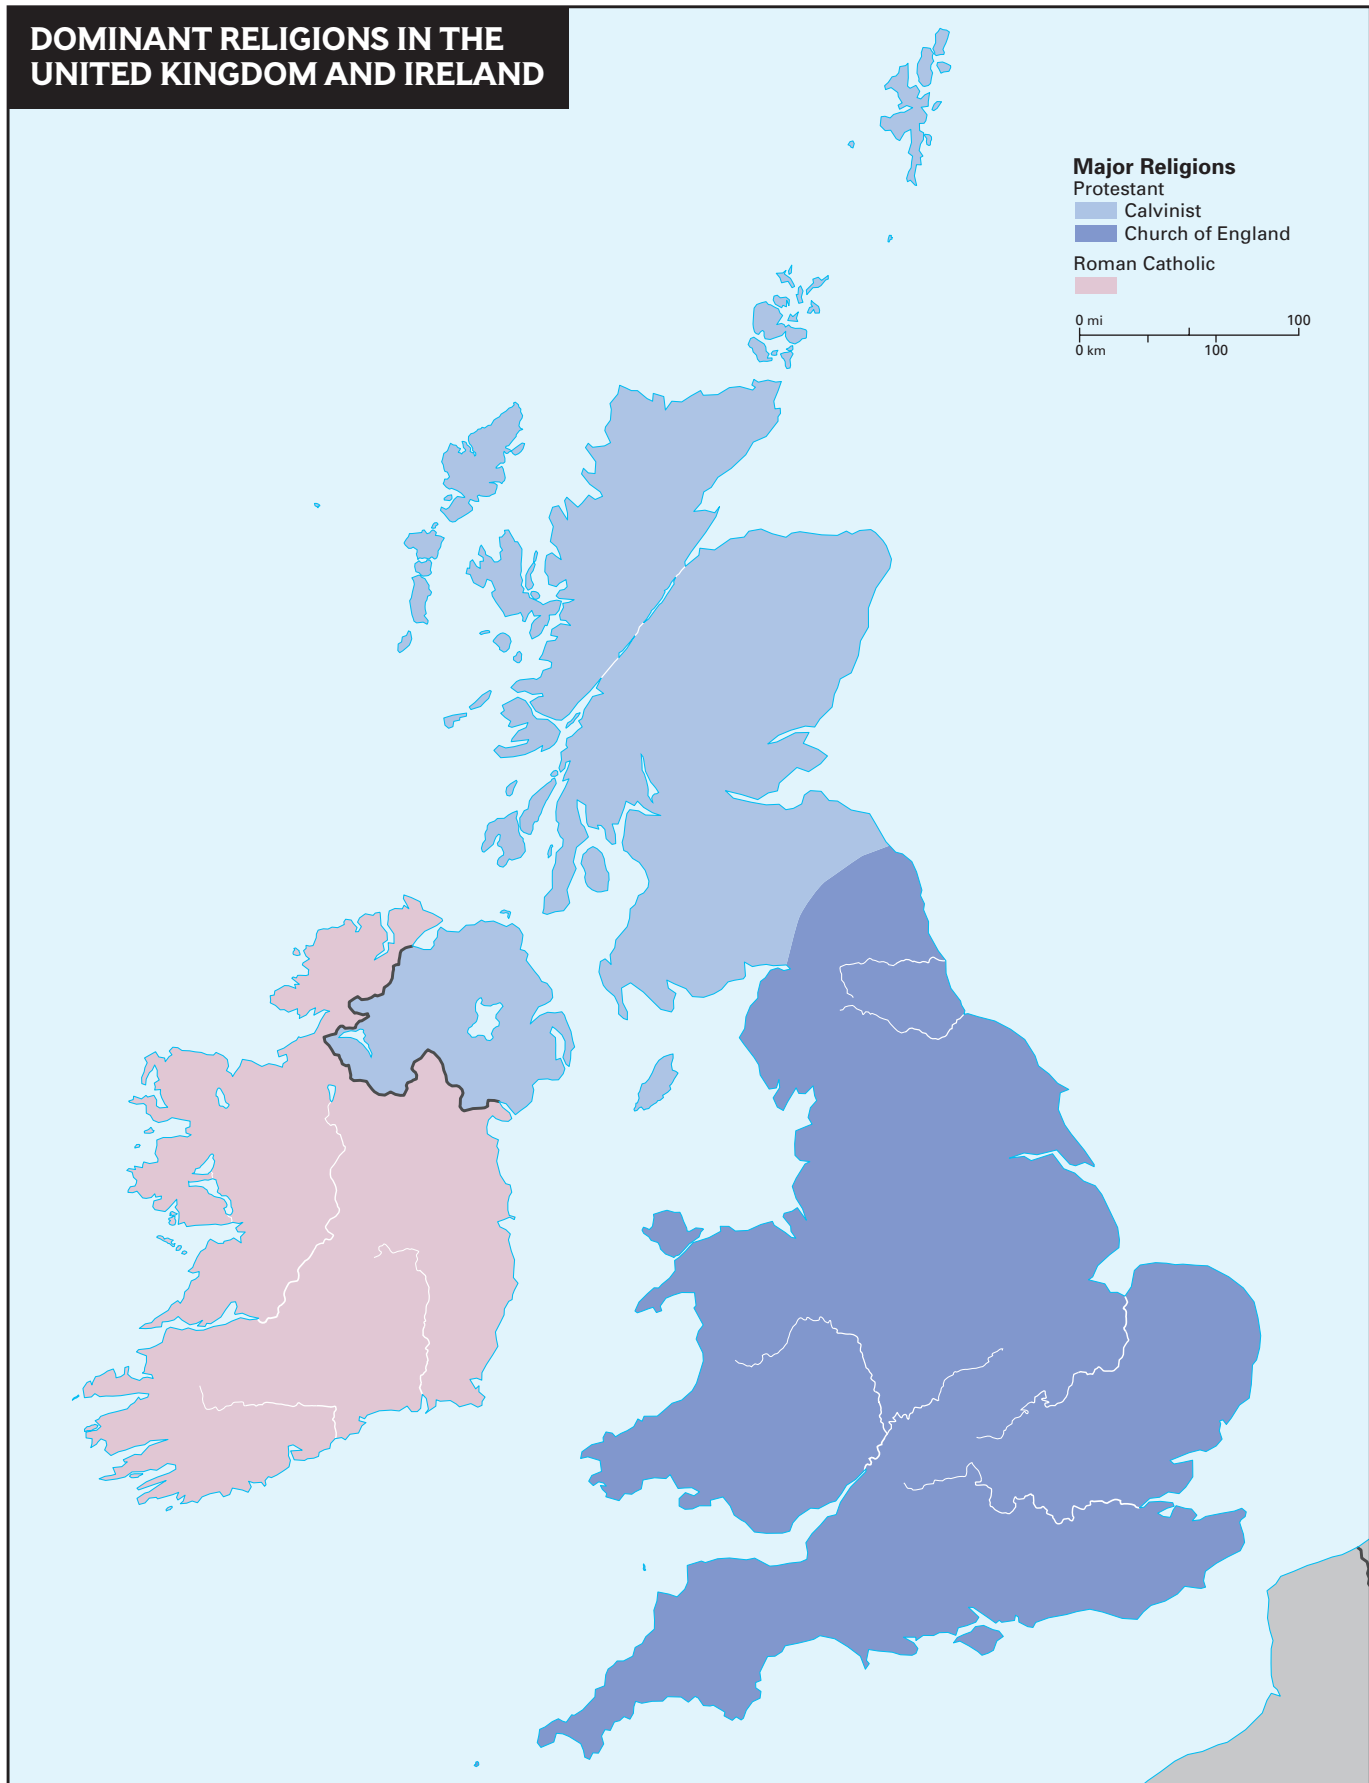 DOMINANT RELIGIONS IN THE
UNITED KINGDOM AND IRELAND
Major Religions
Protestant
Calvinist
Church of England
Roman Catholic
0 mi 100
0 km 100